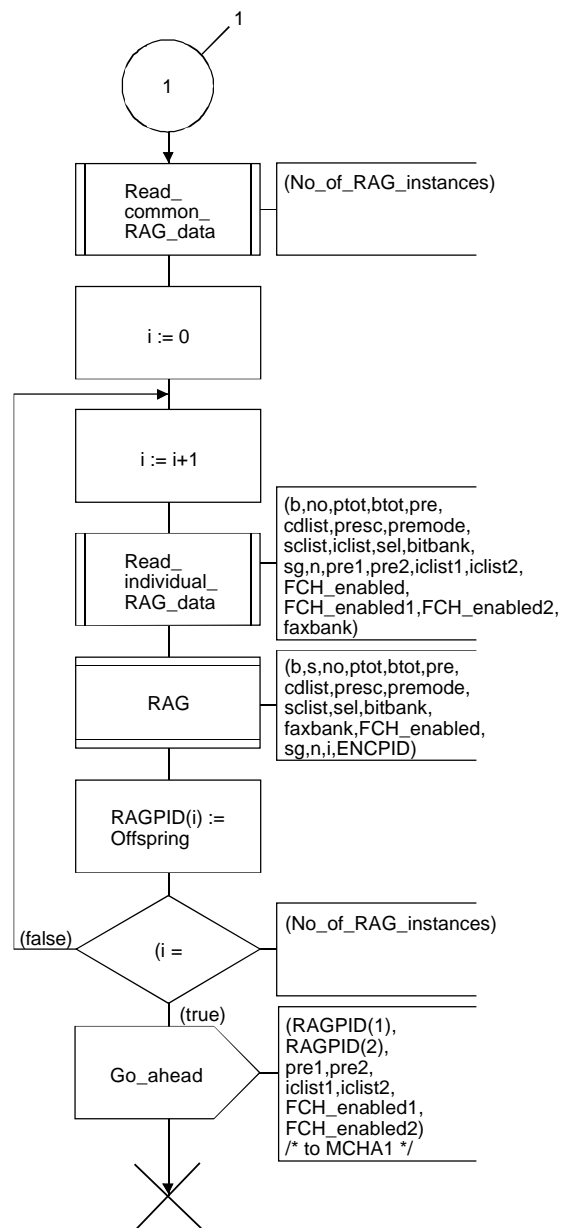 1
1
Read_
common_
RAG_data
(No_of_RAG_instances)
i := 0
i := i+1
Read_
individual_
RAG_data
(b,no,ptot,btot,pre,
cdlist,presc,premode,
sclist,iclist,sel,bitbank,
sg,n,pre1,pre2,iclist1,iclist2,
FCH_enabled,
FCH_enabled1,FCH_enabled2,
faxbank)
RAG
(b,s,no,ptot,btot,pre,
cdlist,presc,premode,
sclist,sel,bitbank,
faxbank,FCH_enabled,
sg,n,i,ENCPID)
RAGPID(i) :=
Offspring
(false)
(i =
(No_of_RAG_instances)
(true)
Go_ahead
(RAGPID(1),
RAGPID(2),
pre1,pre2,
iclist1,iclist2,
FCH_enabled1,
FCH_enabled2)
/* to MCHA1 */